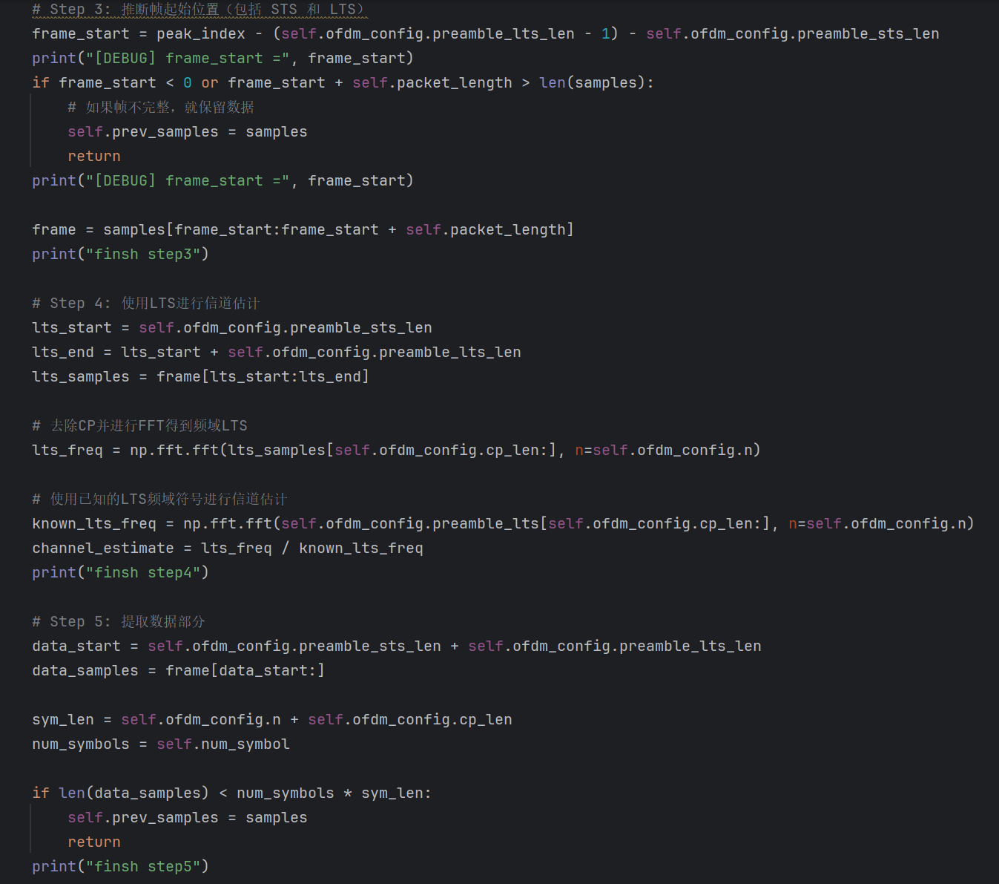 # Step 3: 推断帧起始位置（包括 STS 和 LTS）
frame_start = peak_index - (self.ofdm_config.preamble_lts_len - 1) - self.ofdm_config.preamble_sts_len
print("[DEBUG] frame_start =", frame_start)
if frame_start < 0 or frame_start + self.packet_length > len(samples):
    # 如果帧不完整，就保留数据
    self.prev_samples = samples
    return
print("[DEBUG] frame_start =", frame_start)

frame = samples[frame_start:frame_start + self.packet_length]
print("finsh step3")

# Step 4: 使用LTS进行信道估计
lts_start = self.ofdm_config.preamble_sts_len
lts_end = lts_start + self.ofdm_config.preamble_lts_len
lts_samples = frame[lts_start:lts_end]

# 去除CP并进行FFT得到频域LTS
lts_freq = np.fft.fft(lts_samples[self.ofdm_config.cp_len:], n=self.ofdm_config.n)

# 使用已知的LTS频域符号进行信道估计
known_lts_freq = np.fft.fft(self.ofdm_config.preamble_lts[self.ofdm_config.cp_len:], n=self.ofdm_config.n)
channel_estimate = lts_freq / known_lts_freq
print("finsh step4")

# Step 5: 提取数据部分
data_start = self.ofdm_config.preamble_sts_len + self.ofdm_config.preamble_lts_len
data_samples = frame[data_start:]

sym_len = self.ofdm_config.n + self.ofdm_config.cp_len
num_symbols = self.num_symbol

if len(data_samples) < num_symbols * sym_len:
    self.prev_samples = samples
    return
print("finsh step5")